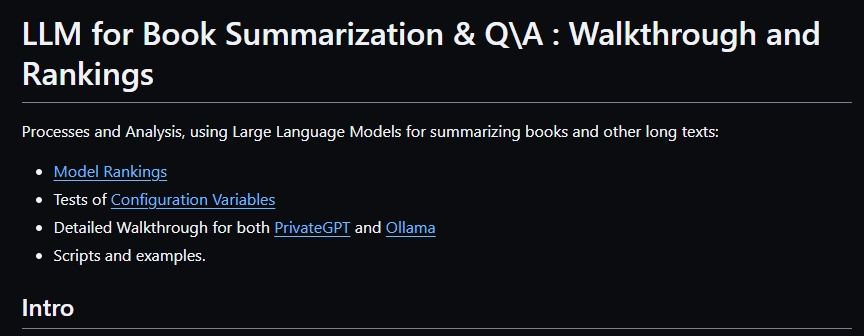 LLM for Book Summarization & Q\A : Walkthrough and
Rankings
Processes and Analysis, using Large Language Models for summarizing books and other long texts:
• Model Rankings
• Tests of Configuration Variables
• Detailed Walkthrough for both PrivateGPT and Ollama
• Scripts and examples.
Intro